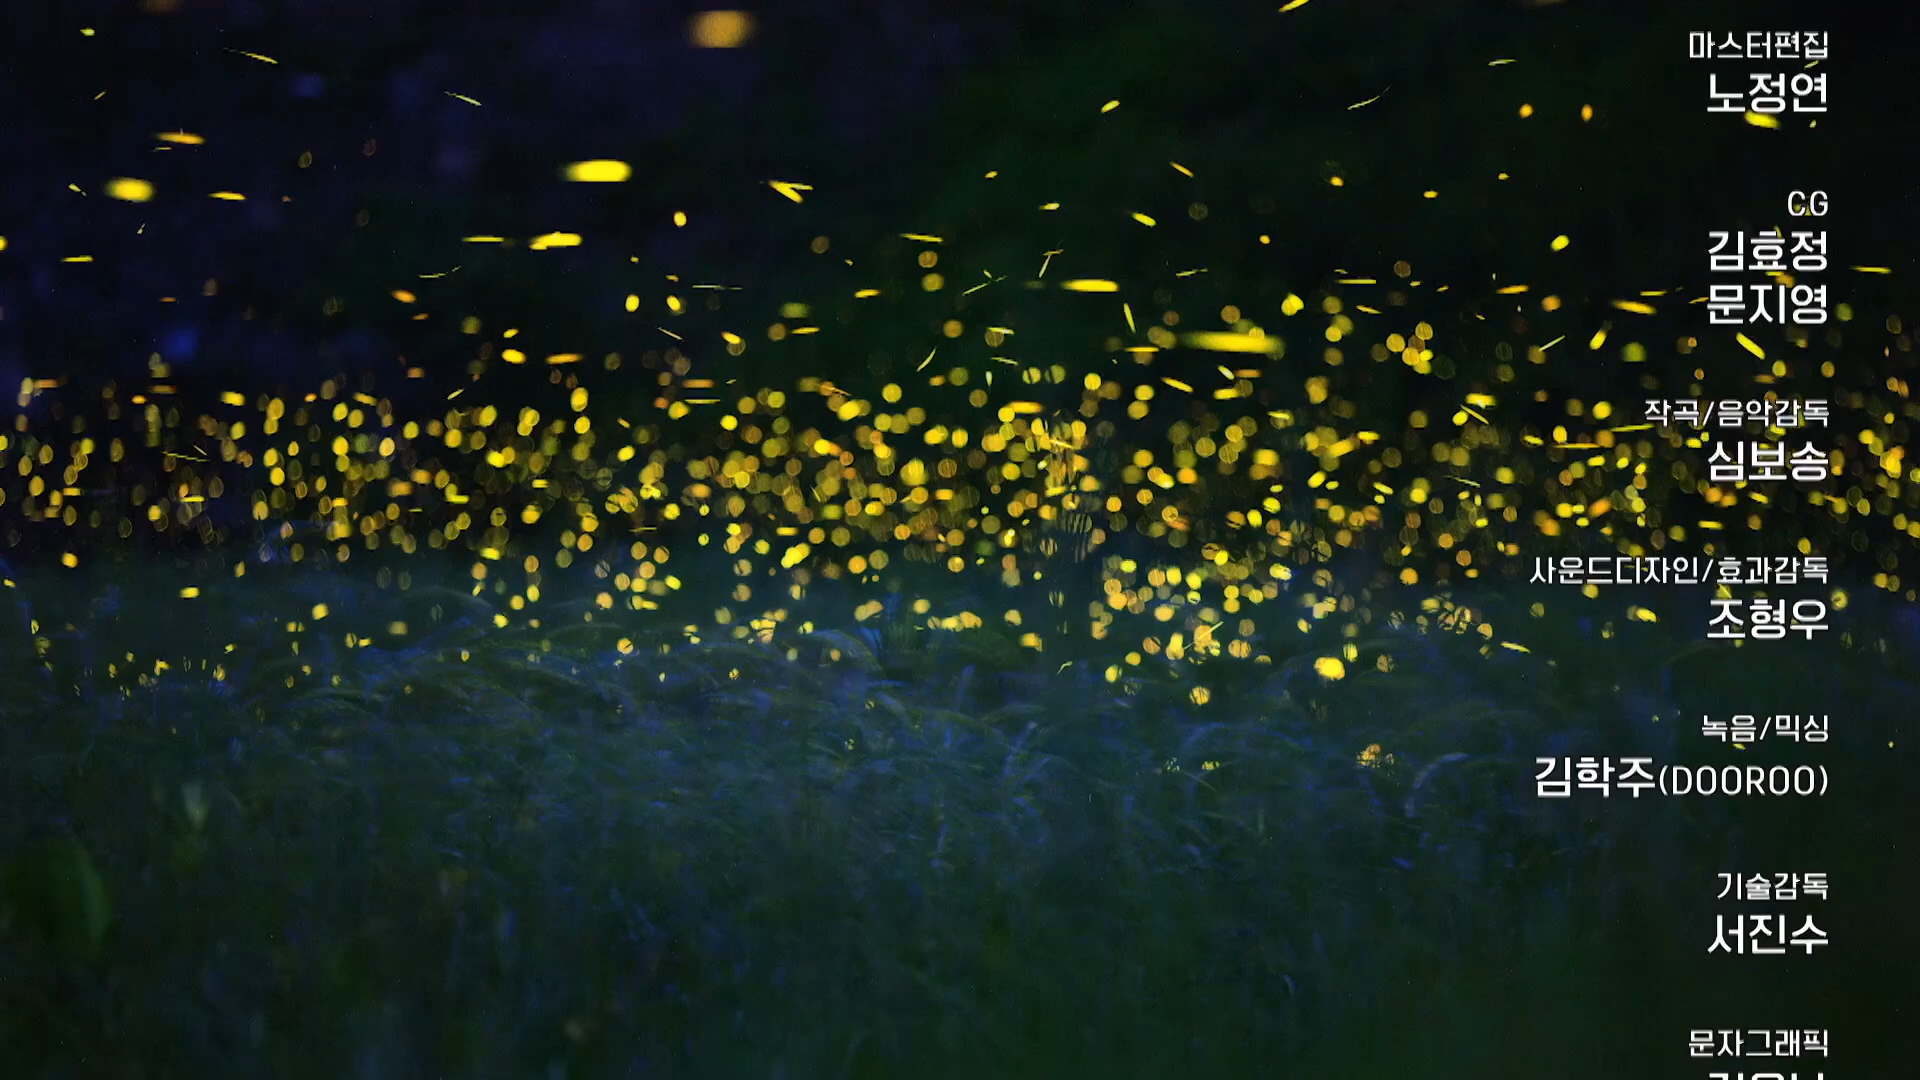 마스터편집
노정연
CG
김효정
문지영
작곡/음악감독
심보송
사운드디자인/효과감독
조형우
녹음/믹싱
김학주(DOOROO)
기술감독
서진수
문자그래픽